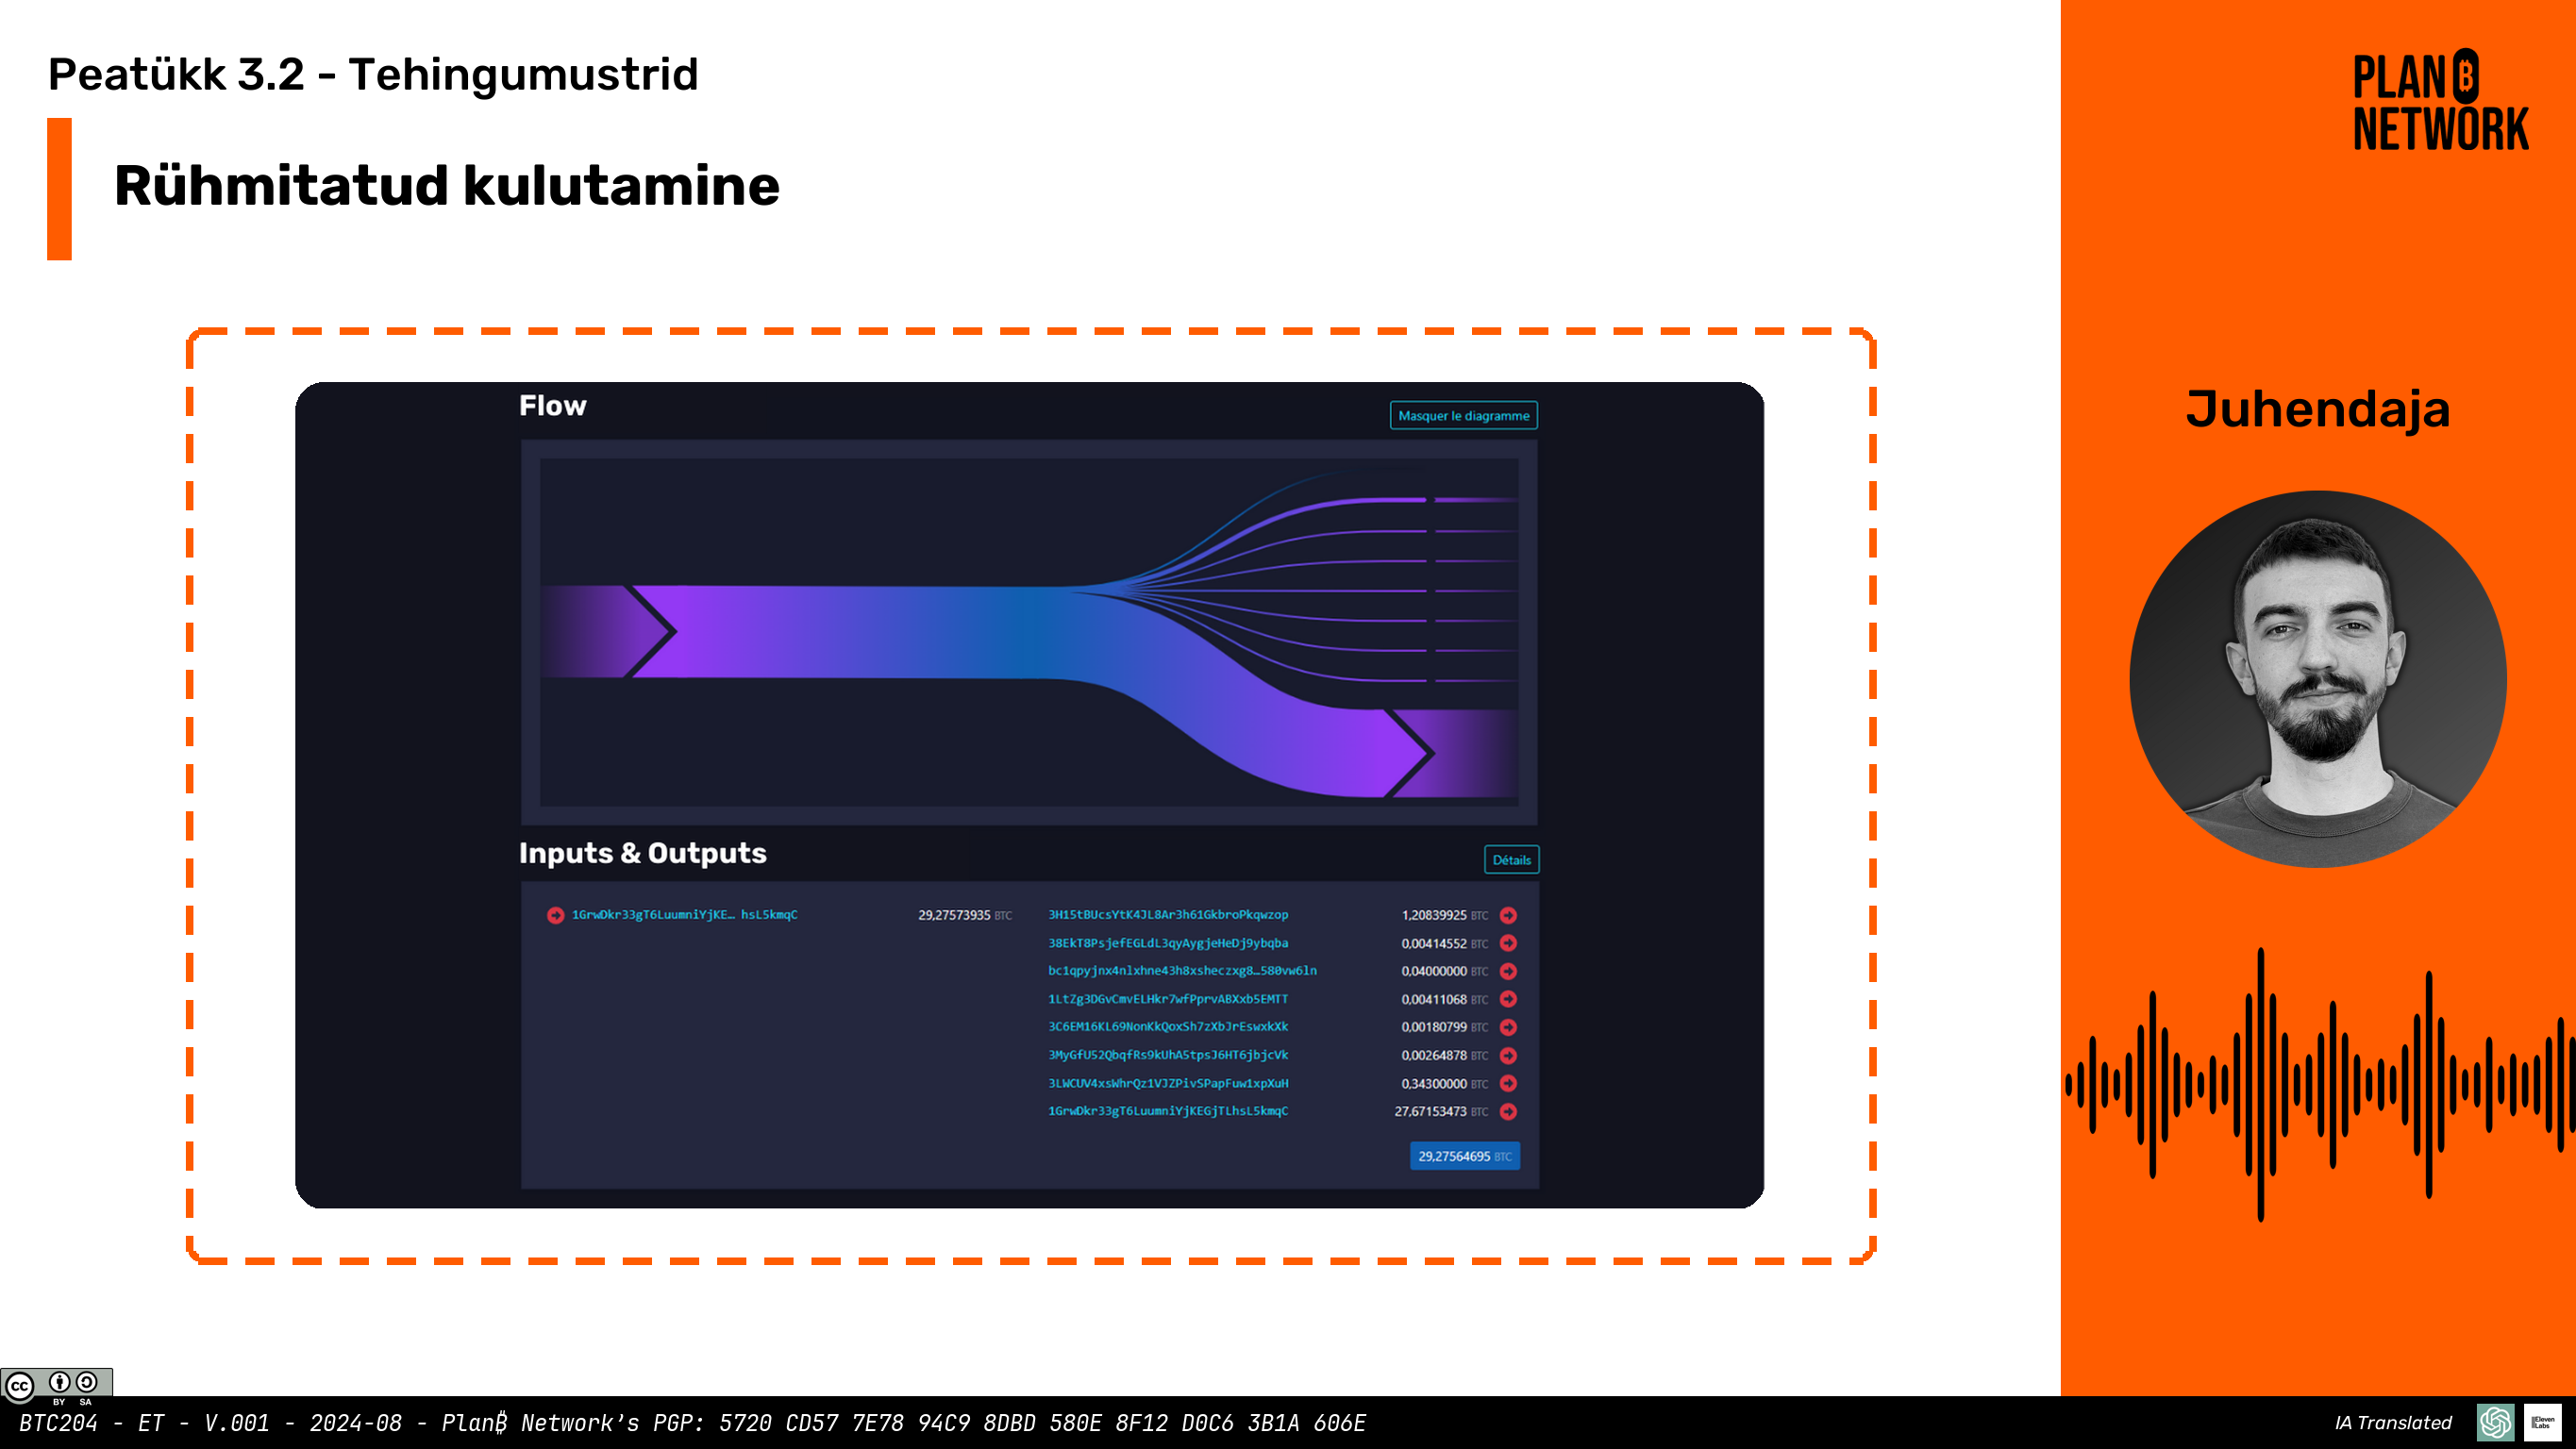 Peatükk 3.2 - Tehingumustrid
Rühmitatud kulutamine
PLAN ₿
NETWORK
Juhendaja
Flow
Masquer le diagramme
Inputs & Outputs
Détails
1GrwDkr33gT6LuumniYjKE… hsL5kmqC 29,27573935 BTC
3H15tBUcsYtK4JL8Ar3h61GkbroPkqwzop 1,20839925 BTC
38EkT8PsjefEGLdL3qyAygjeHeDj9ybqba 0,00414552 BTC
bc1qpyjnx4nlxhne43h8xsheczxg8…580vw6ln 0,04000000 BTC
1LtZg3DGvCmvELHkr7wfPprvABXxb5EMTT 0,00411068 BTC
3C6EM16KL69NonKkQoxSh7zXbJrEswxkXk 0,00180799 BTC
3MyGfU52QbqfRs9kUhA5tpsJ6HT6jbjcVk 0,00264878 BTC
3LWCUV4xsWhrQz1VJZPivSPapFuw1xpXuH 0,34300000 BTC
1GrwDkr33gT6LuumniYjKEGjTLhsL5kmqC 27,67153473 BTC
29,27564695 BTC
cc BY SA
BTC204 - ET - V.001 - 2024-08 - Plan₿ Network's PGP: 5720 CD57 7E78 94C9 8DBD 580E 8F12 D0C6 3B1A 606E
IA Translated
ElevenLabs